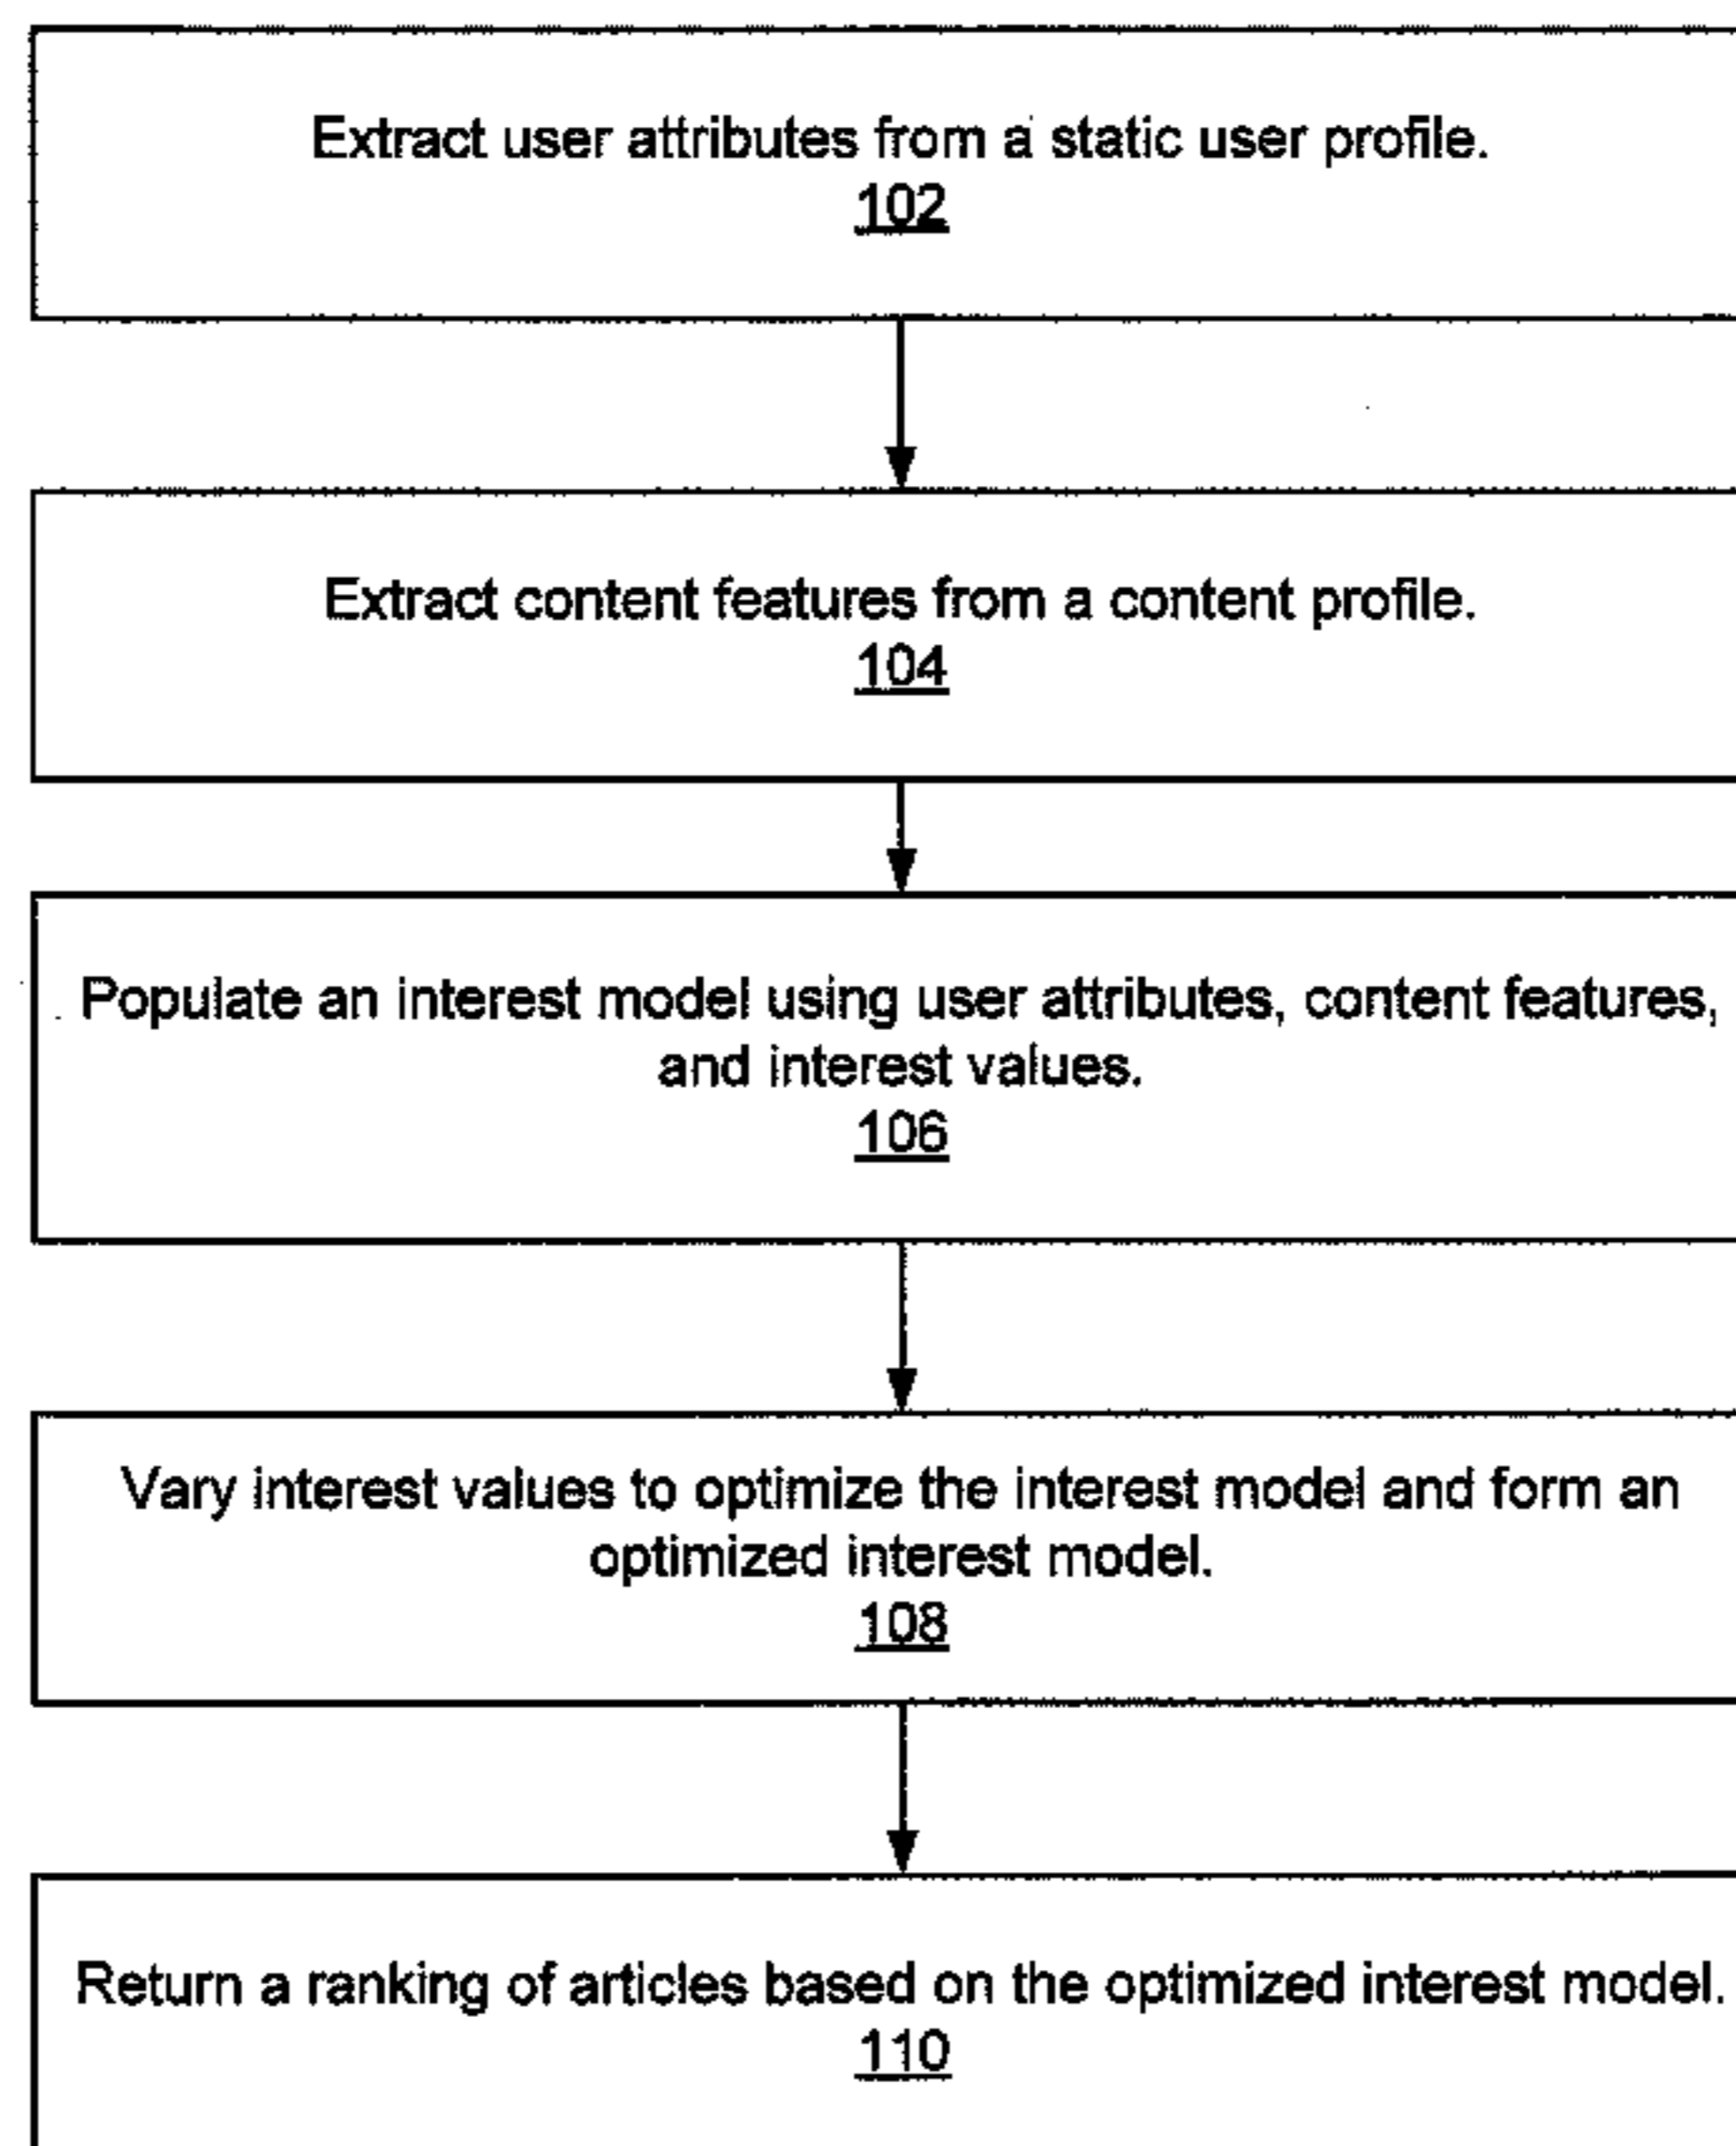 Extract user attributes from a static user profile.
102
Extract content features from a content profile.
104
Populate an interest model using user attributes, content features,
and interest values.
106
Vary interest values to optimize the interest model and form an
optimized interest model.
108
Return a ranking of articles based on the optimized interest model.
110